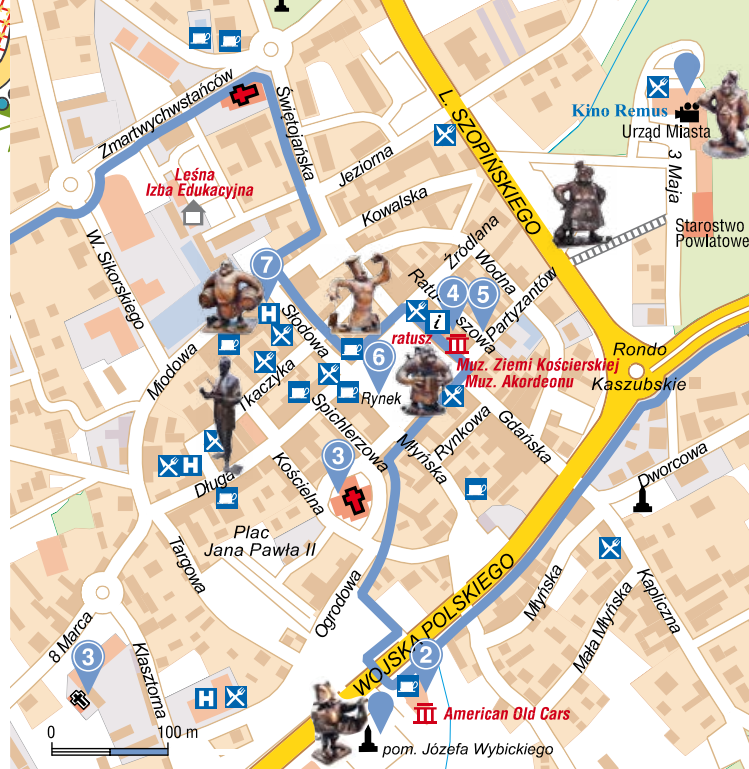 Zmartwychwstańców
Świętojańska
L. SZOPIŃSKIEGO
Kino Remus
Urząd Miasta
3 Maja
Starostwo
Powiatowe
Leśna
Izba Edukacyjna
Jeziorna
Kowalska
W. Sikorskiego
Źródlana
Wodna
Ratuszowa
Partyzantów
7
H
4
5
i
ratusz
Muz. Ziemi Kościerskiej
Muz. Akordeonu
Rondo
Kaszubskie
Słodowa
6
Rynek
Miodowa
Tkaczyka
Spichlerzowa
Młyńska
Rynkowa
Gdańska
3
Kościelna
H
Długa
Dworcowa
Plac
Jana Pawła II
Targowa
Ogrodowa
WOJSKA POLSKIEGO
Młyńska
Mała Młyńska
Kapliczna
8 Marca
3
Klasztorna
H
2
American Old Cars
pom. Józefa Wybickiego
0
100 m